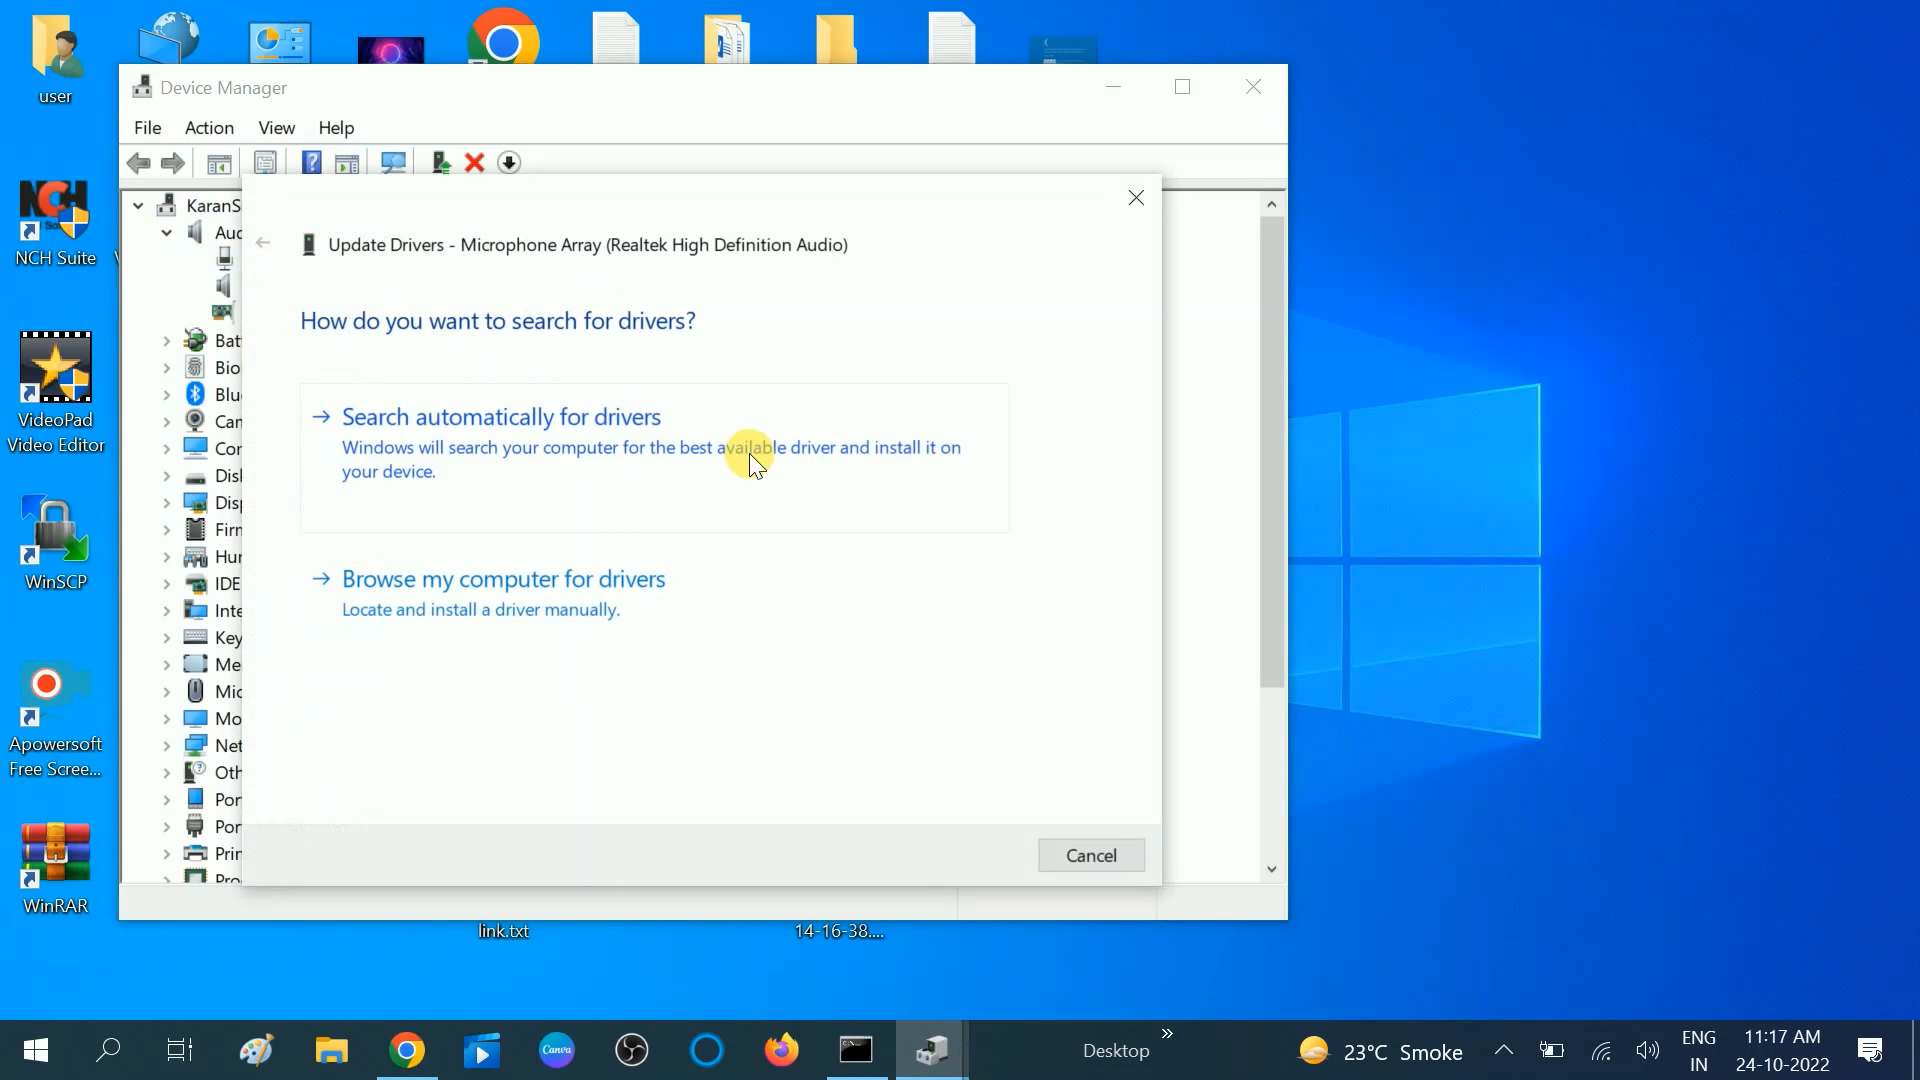 user
Device Manager
File Action View Help
NCH Suite
VideoPad
Video Editor
WinSCP
Apowersoft
Free Scree...
WinRAR
KaranS
Aud
Bat
Bio
Blu
Can
Cor
Disk
Disp
Firm
Hur
IDE
Inte
Key
Me
Mic
Mo
Net
Oth
Por
Por
Prin
Pro
Update Drivers - Microphone Array (Realtek High Definition Audio)
How do you want to search for drivers?
Search automatically for drivers
Windows will search your computer for the best available driver and install it on
your device.
Browse my computer for drivers
Locate and install a driver manually.
Cancel
link.txt
14-16-38....
Canva
Desktop
23°C Smoke
ENG
IN
11:17 AM
24-10-2022